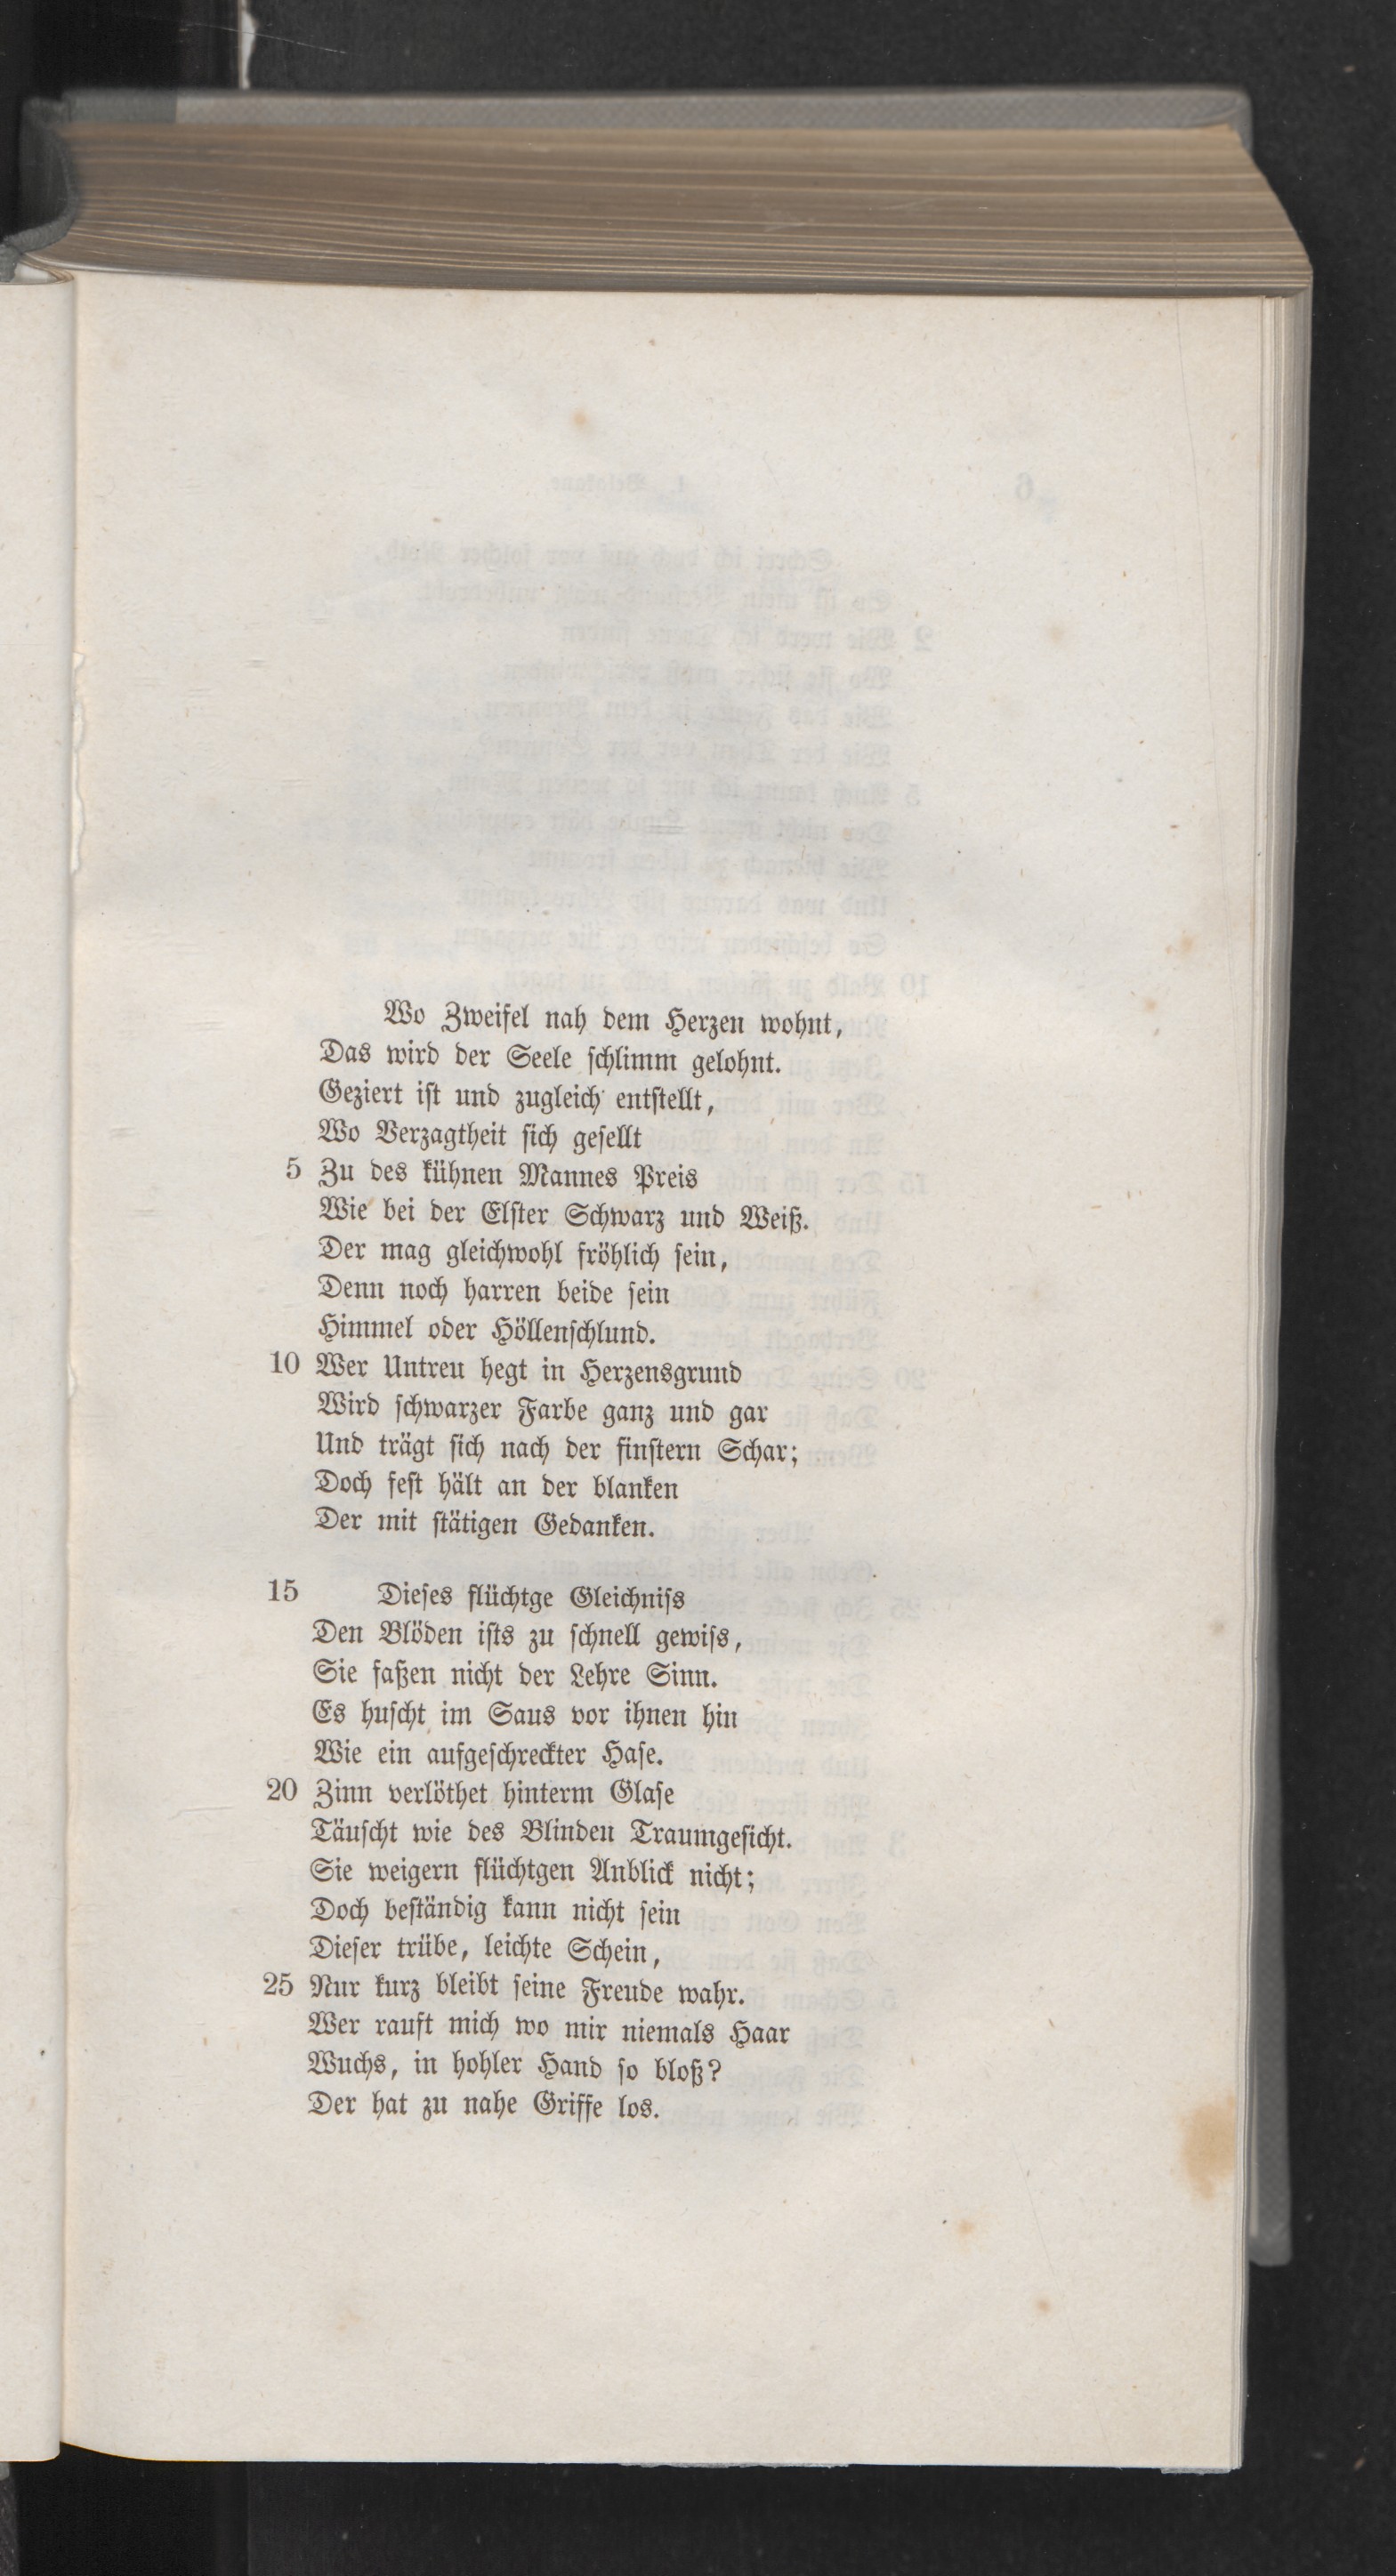 Wo Zweifel nah dem Herzen wohnt,
Das wird der Seele schlimm gelohnt.
Geziert ist und zugleich entstellt,
Wo Verzagtheit sich gesellt
5 Zu des kühnen Mannes Preis
Wie bei der Elster Schwarz und Weiß.
Der mag gleichwohl fröhlich sein,
Denn noch harren beide sein
Himmel oder Höllenschlund.
10 Wer Untreu hegt in Herzensgrund
Wird schwarzer Farbe ganz und gar
Und trägt sich nach der finstern Schar;
Doch fest hält an der blanken
Der mit stätigen Gedanken.
15 Dieses flüchtge Gleichniss
Den Blöden ists zu schnell gewiss,
Sie faßen nicht der Lehre Sinn.
Es huscht im Saus vor ihnen hin
Wie ein aufgeschreckter Hase.
20 Zinn verlöthet hinterm Glase
Täuscht wie des Blinden Traumgesicht.
Sie weigern flüchtgen Anblick nicht;
Doch beständig kann nicht sein
Dieser trübe, leichte Schein,
25 Nur kurz bleibt seine Freude wahr.
Wer rauft mich wo mir niemals Haar
Wuchs, in hohler Hand so bloß?
Der hat zu nahe Griffe los.